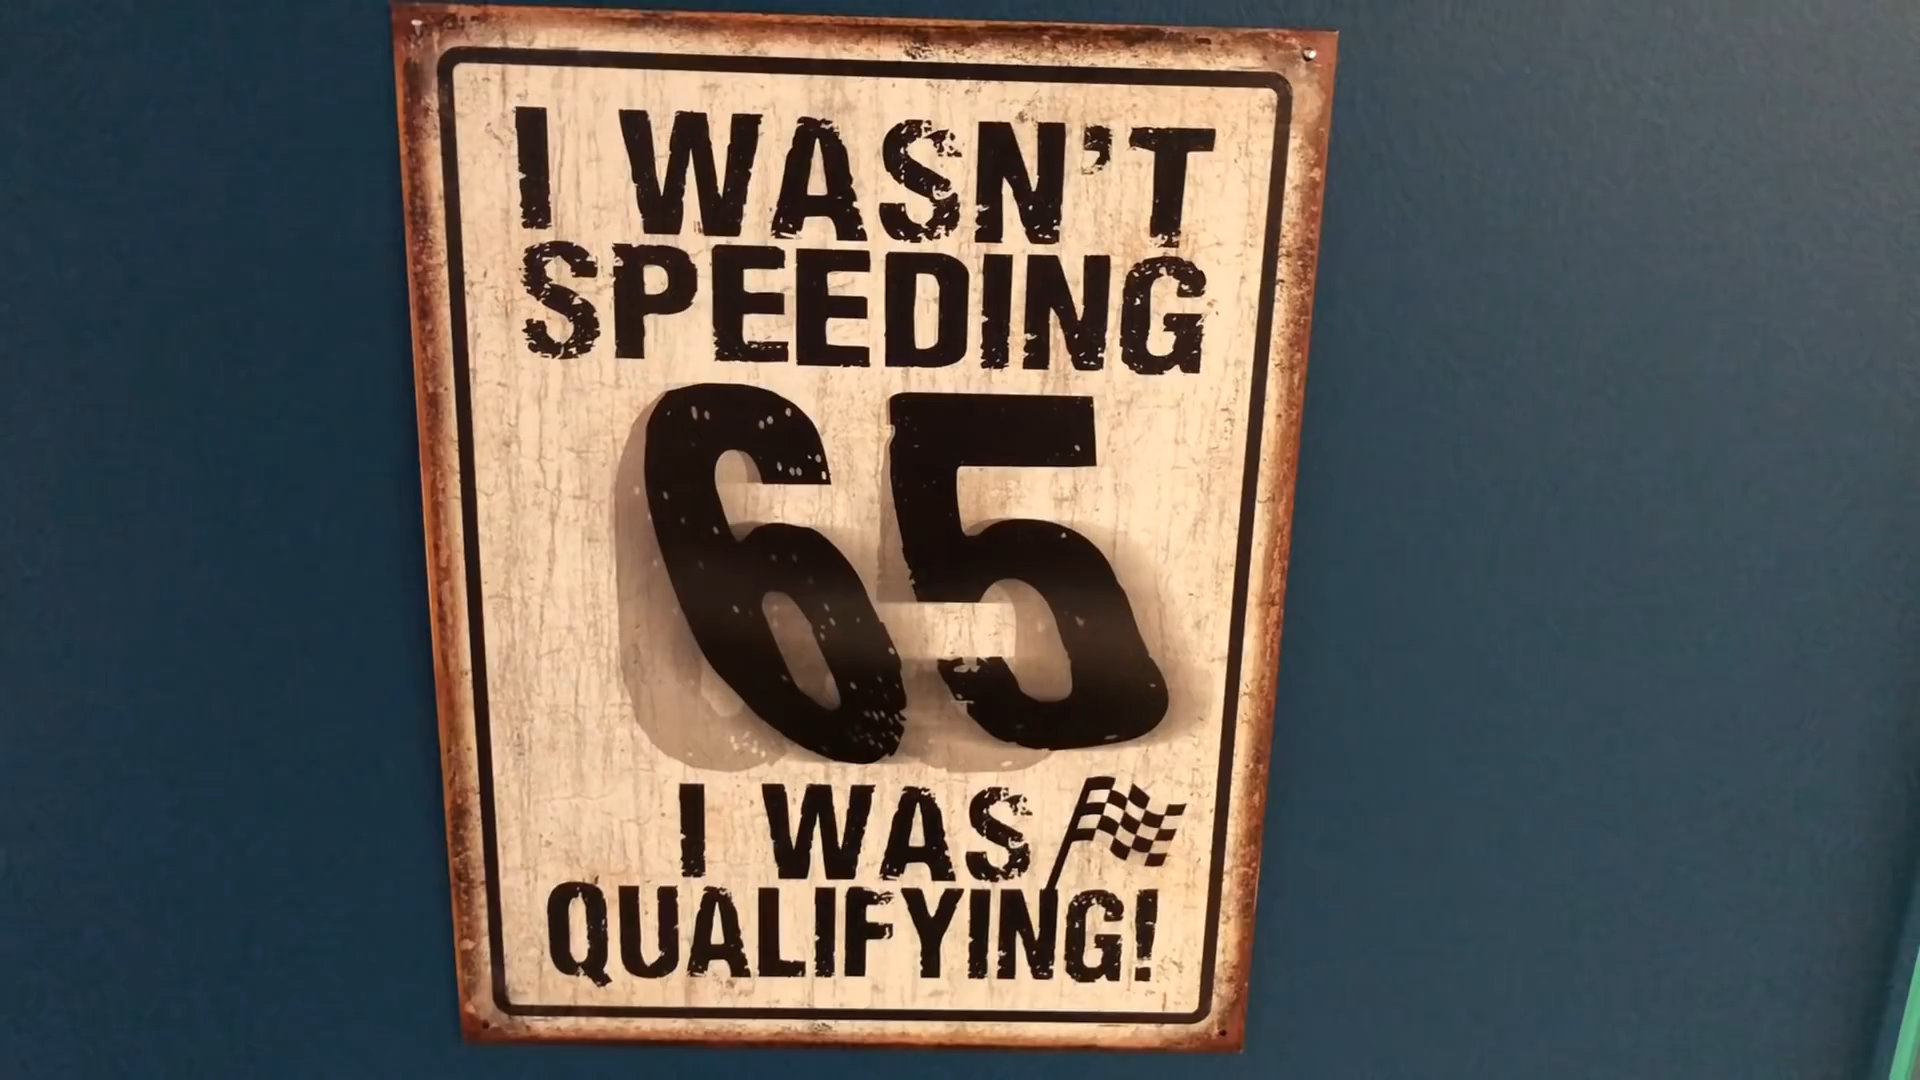 I WASN'T
SPEEDING
65
I WAS
QUALIFYING!